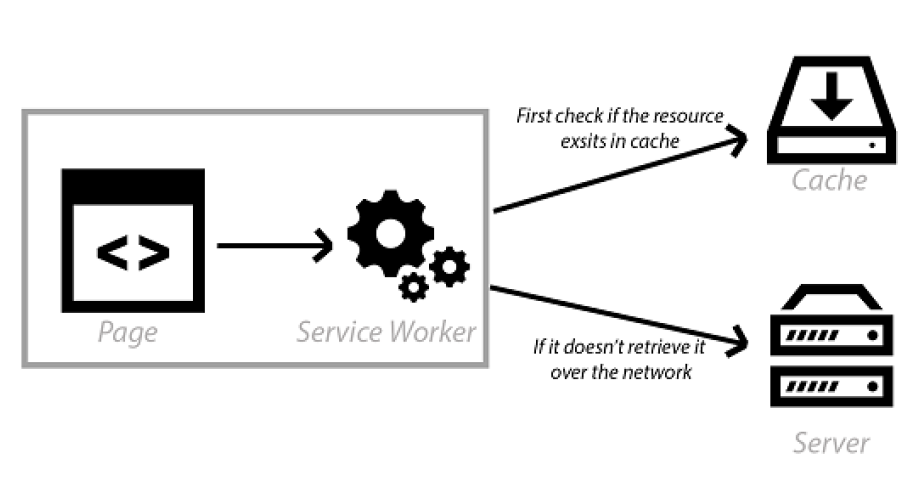 First check if the resource
exsits in cache
Cache
< >
Page
Service Worker
If it doesn't retrieve it
over the network
Server